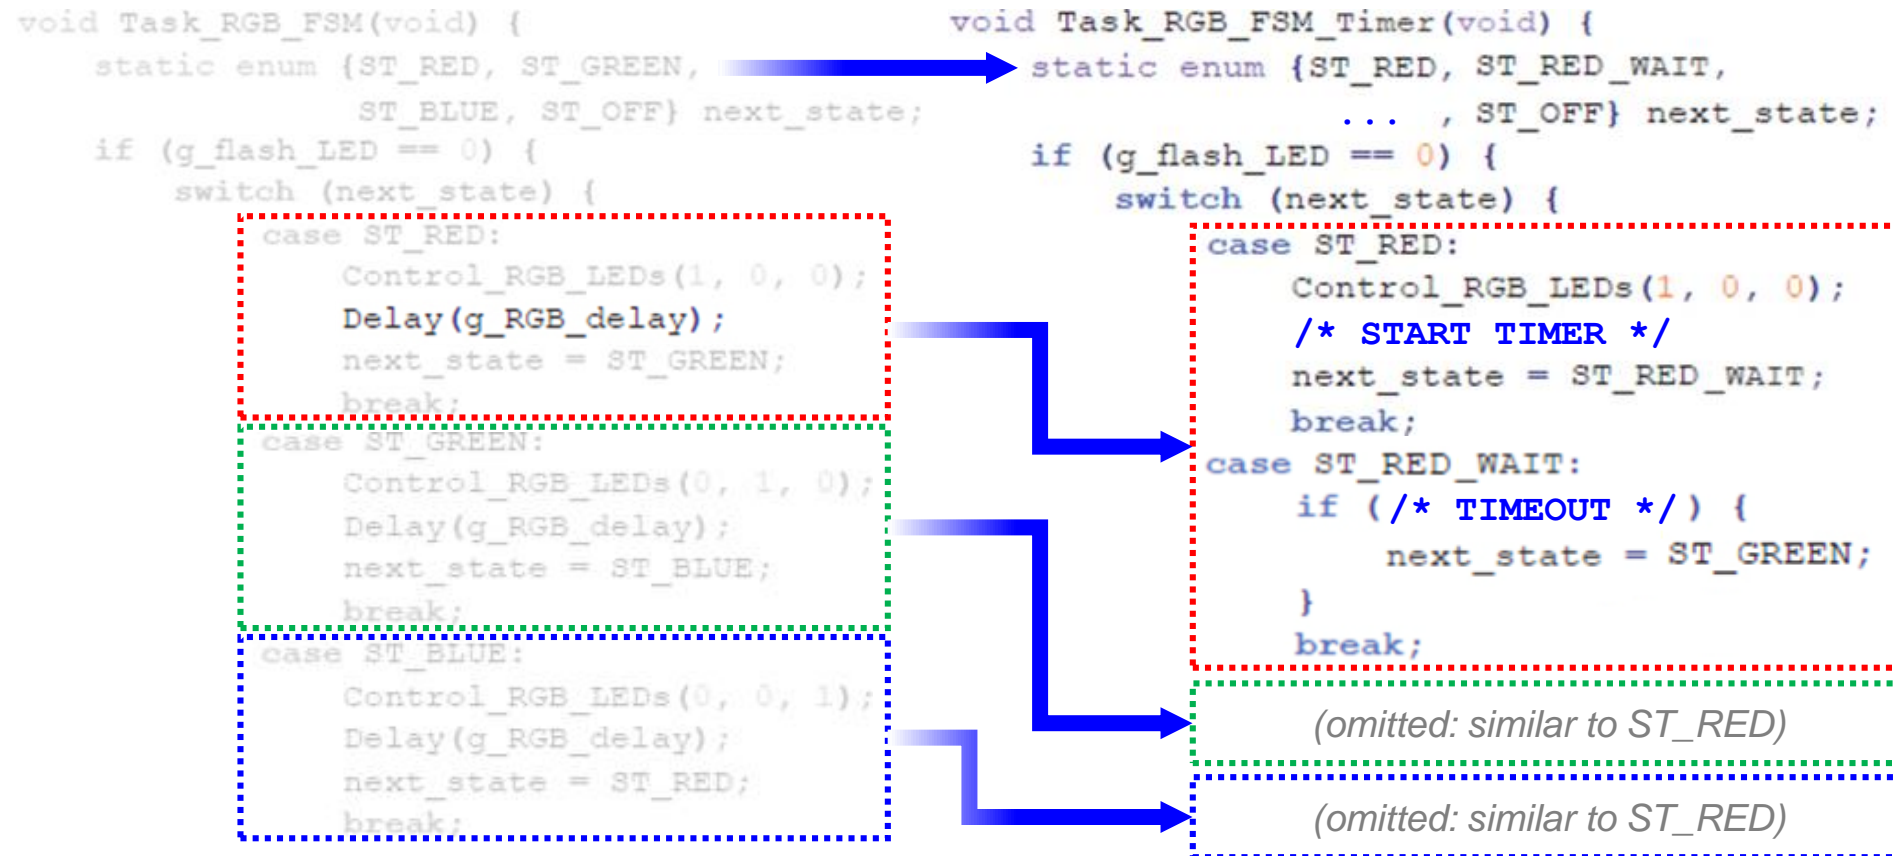 void Task_RGB_FSM(void) {
static enum {ST_RED, ST_GREEN,
ST_BLUE, ST_OFF} next_state;
if (g_flash_LED == 0) {
switch (next_state) {
case ST_RED:
Control_RGB_LEDs(1, 0, 0);
Delay(g_RGB_delay);
next_state = ST_GREEN;
break;
case ST_GREEN:
Control_RGB_LEDs(0, 1, 0);
Delay(g_RGB_delay);
next_state = ST_BLUE;
break;
case ST_BLUE:
Control_RGB_LEDs(0, 0, 1);
Delay(g_RGB_delay);
next_state = ST_RED;
break;
void Task_RGB_FSM_Timer(void) {
static enum {ST_RED, ST_RED_WAIT,
... , ST_OFF} next_state;
if (g_flash_LED == 0) {
switch (next_state) {
case ST_RED:
Control_RGB_LEDs(1, 0, 0);
/* START TIMER */
next_state = ST_RED_WAIT;
break;
case ST_RED_WAIT:
if (/* TIMEOUT */) {
next_state = ST_GREEN;
}
break;
(omitted: similar to ST_RED)
(omitted: similar to ST_RED)